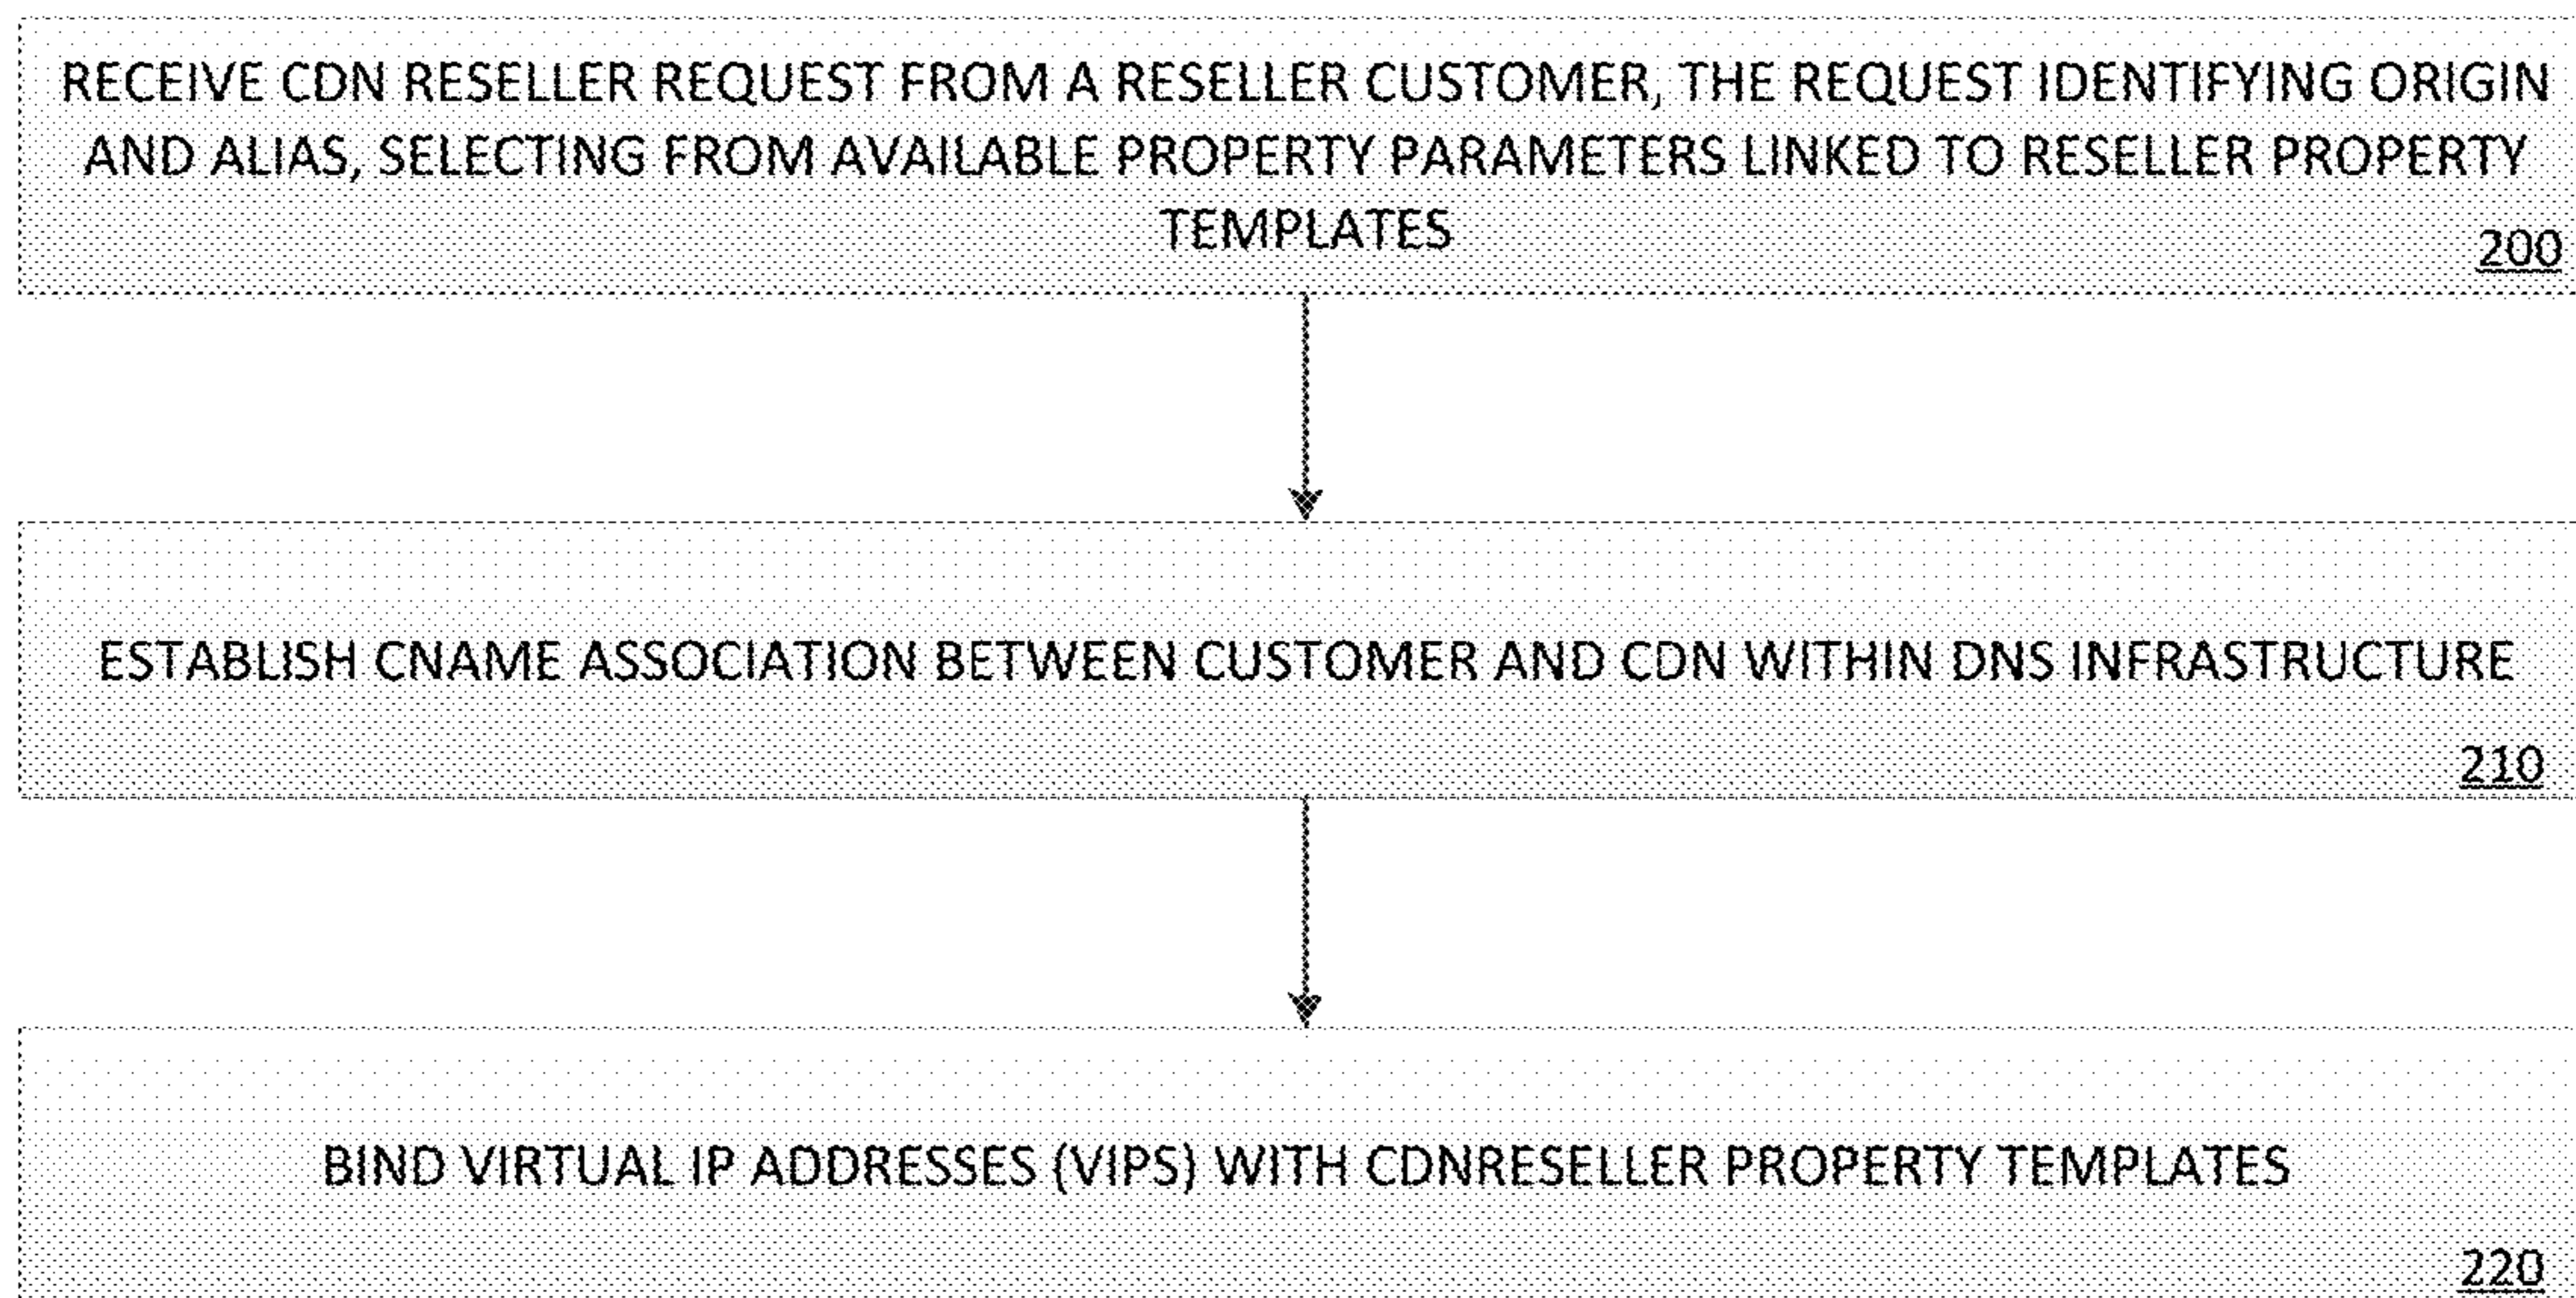 RECEIVE CDN RESELLER REQUEST FROM A RESELLER CUSTOMER, THE REQUEST IDENTIFYING ORIGIN
AND ALIAS, SELECTING FROM AVAILABLE PROPERTY PARAMETERS LINKED TO RESELLER PROPERTY
TEMPLATES
200
ESTABLISH CNAME ASSOCIATION BETWEEN CUSTOMER AND CDN WITHIN DNS INFRASTRUCTURE
210
BIND VIRTUAL IP ADDRESSES (VIPS) WITH CDNRESELLER PROPERTY TEMPLATES
220